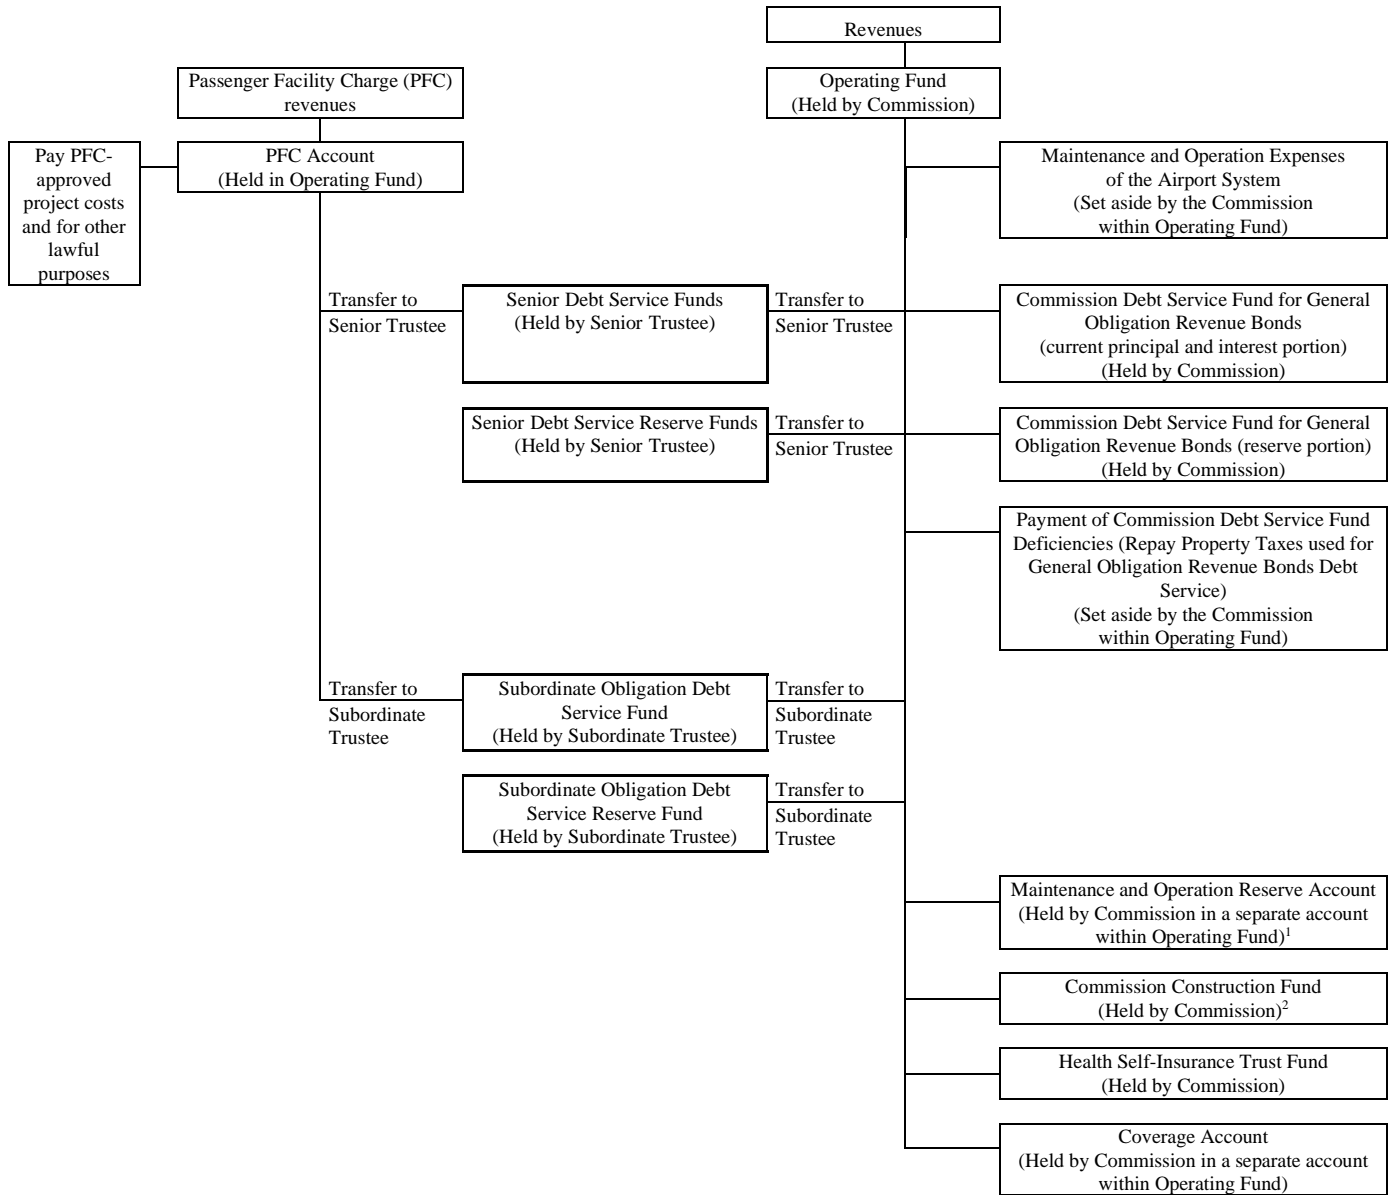 Revenues
Passenger Facility Charge (PFC)
revenues
Operating Fund
(Held by Commission)
Pay PFC-
approved
project costs
and for other
lawful
purposes
PFC Account
(Held in Operating Fund)
Maintenance and Operation Expenses
of the Airport System
(Set aside by the Commission
within Operating Fund)
Transfer to
Senior Trustee
Senior Debt Service Funds
(Held by Senior Trustee)
Transfer to
Senior Trustee
Commission Debt Service Fund for General
Obligation Revenue Bonds
(current principal and interest portion)
(Held by Commission)
Senior Debt Service Reserve Funds
(Held by Senior Trustee)
Transfer to
Senior Trustee
Commission Debt Service Fund for General
Obligation Revenue Bonds (reserve portion)
(Held by Commission)
Payment of Commission Debt Service Fund
Deficiencies (Repay Property Taxes used for
General Obligation Revenue Bonds Debt
Service)
(Set aside by the Commission
within Operating Fund)
Transfer to
Subordinate
Trustee
Subordinate Obligation Debt
Service Fund
(Held by Subordinate Trustee)
Transfer to
Subordinate
Trustee
Subordinate Obligation Debt
Service Reserve Fund
(Held by Subordinate Trustee)
Transfer to
Subordinate
Trustee
Maintenance and Operation Reserve Account
(Held by Commission in a separate account
within Operating Fund)¹
Commission Construction Fund
(Held by Commission)²
Health Self-Insurance Trust Fund
(Held by Commission)
Coverage Account
(Held by Commission in a separate account
within Operating Fund)